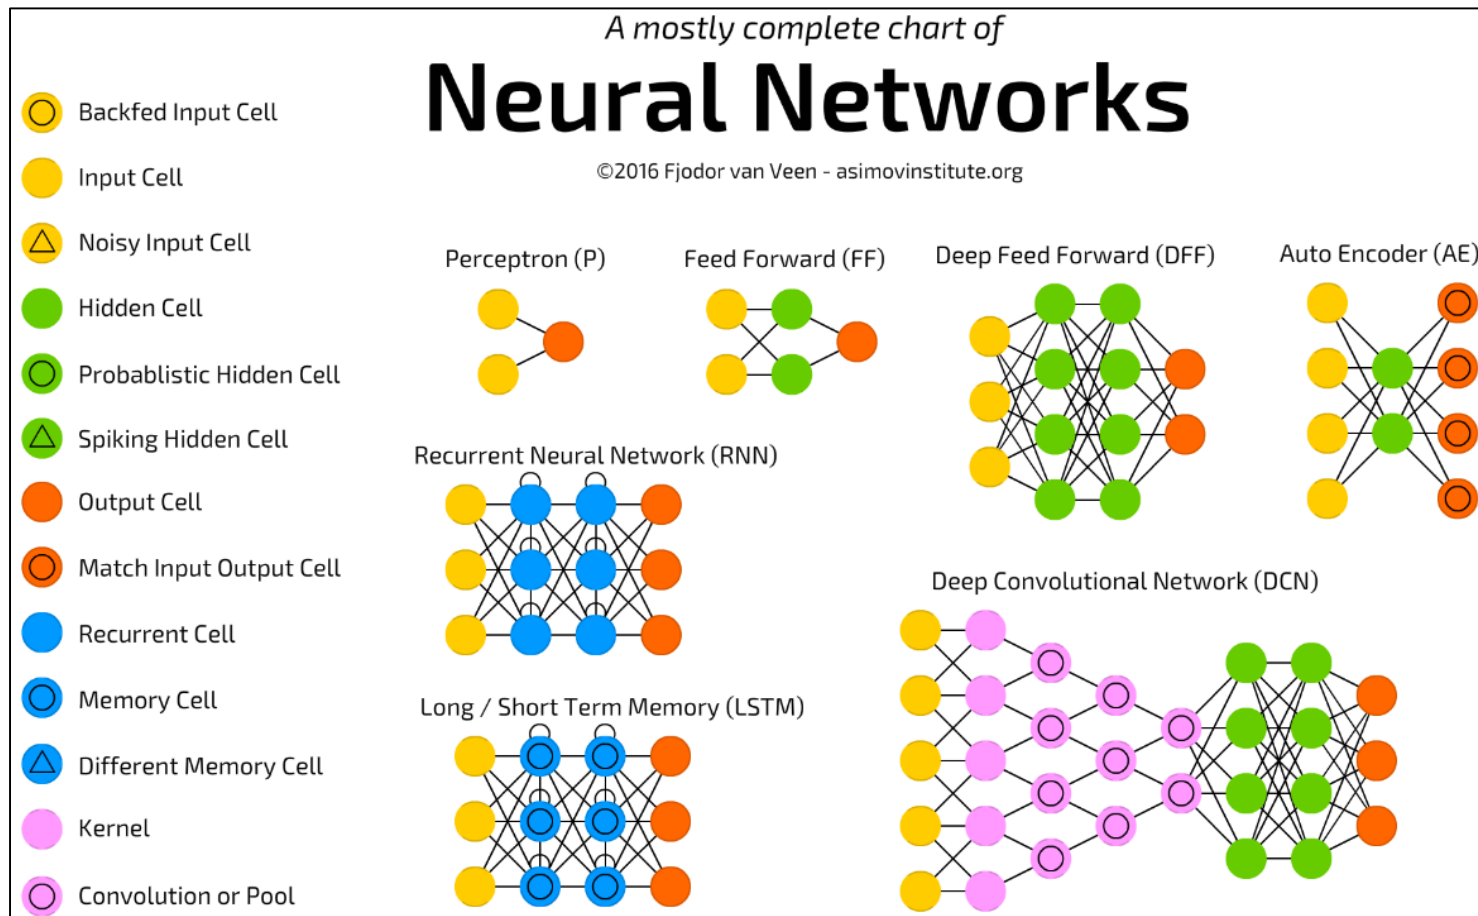 A mostly complete chart of
Neural Networks
©2016 Fjodor van Veen - asimovinstitute.org
Backfed Input Cell
Input Cell
Noisy Input Cell
Hidden Cell
Probablistic Hidden Cell
Spiking Hidden Cell
Output Cell
Match Input Output Cell
Recurrent Cell
Memory Cell
Different Memory Cell
Kernel
Convolution or Pool
Perceptron (P)
Feed Forward (FF)
Deep Feed Forward (DFF)
Auto Encoder (AE)
Recurrent Neural Network (RNN)
Long / Short Term Memory (LSTM)
Deep Convolutional Network (DCN)